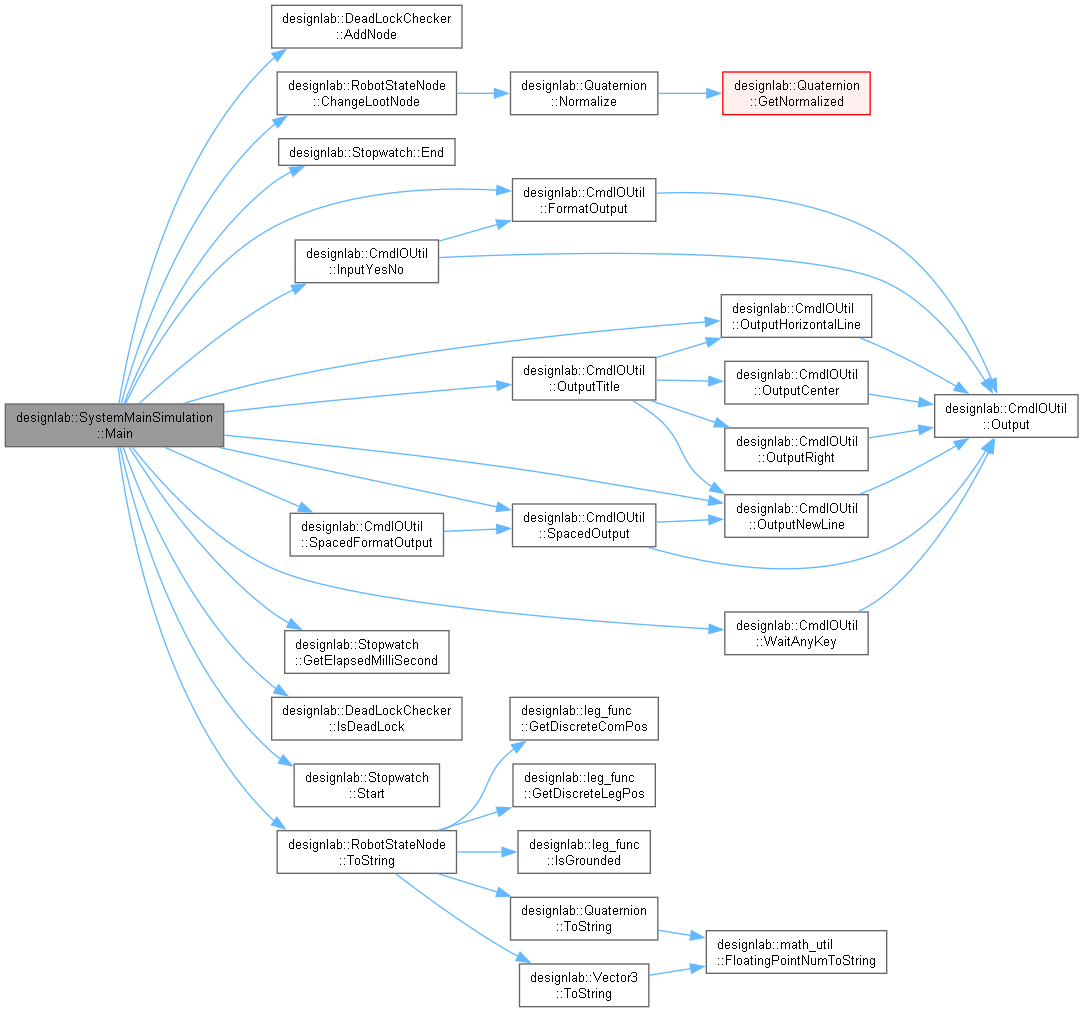 designlab::DeadLockChecker
::AddNode
designlab::RobotStateNode
::ChangeLootNode
designlab::Quaternion
::Normalize
designlab::Quaternion
::GetNormalized
designlab::Stopwatch::End
designlab::CmdIOUtil
::FormatOutput
designlab::CmdIOUtil
::InputYesNo
designlab::CmdIOUtil
::OutputHorizontalLine
designlab::CmdIOUtil
::OutputTitle
designlab::CmdIOUtil
::OutputCenter
designlab::SystemMainSimulation
::Main
designlab::CmdIOUtil
::Output
designlab::CmdIOUtil
::OutputRight
designlab::CmdIOUtil
::SpacedFormatOutput
designlab::CmdIOUtil
::SpacedOutput
designlab::CmdIOUtil
::OutputNewLine
designlab::CmdIOUtil
::WaitAnyKey
designlab::Stopwatch
::GetElapsedMilliSecond
designlab::DeadLockChecker
::IsDeadLock
designlab::leg_func
::GetDiscreteComPos
designlab::Stopwatch
::Start
designlab::leg_func
::GetDiscreteLegPos
designlab::RobotStateNode
::ToString
designlab::leg_func
::IsGrounded
designlab::Quaternion
::ToString
designlab::math_util
::FloatingPointNumToString
designlab::Vector3
::ToString